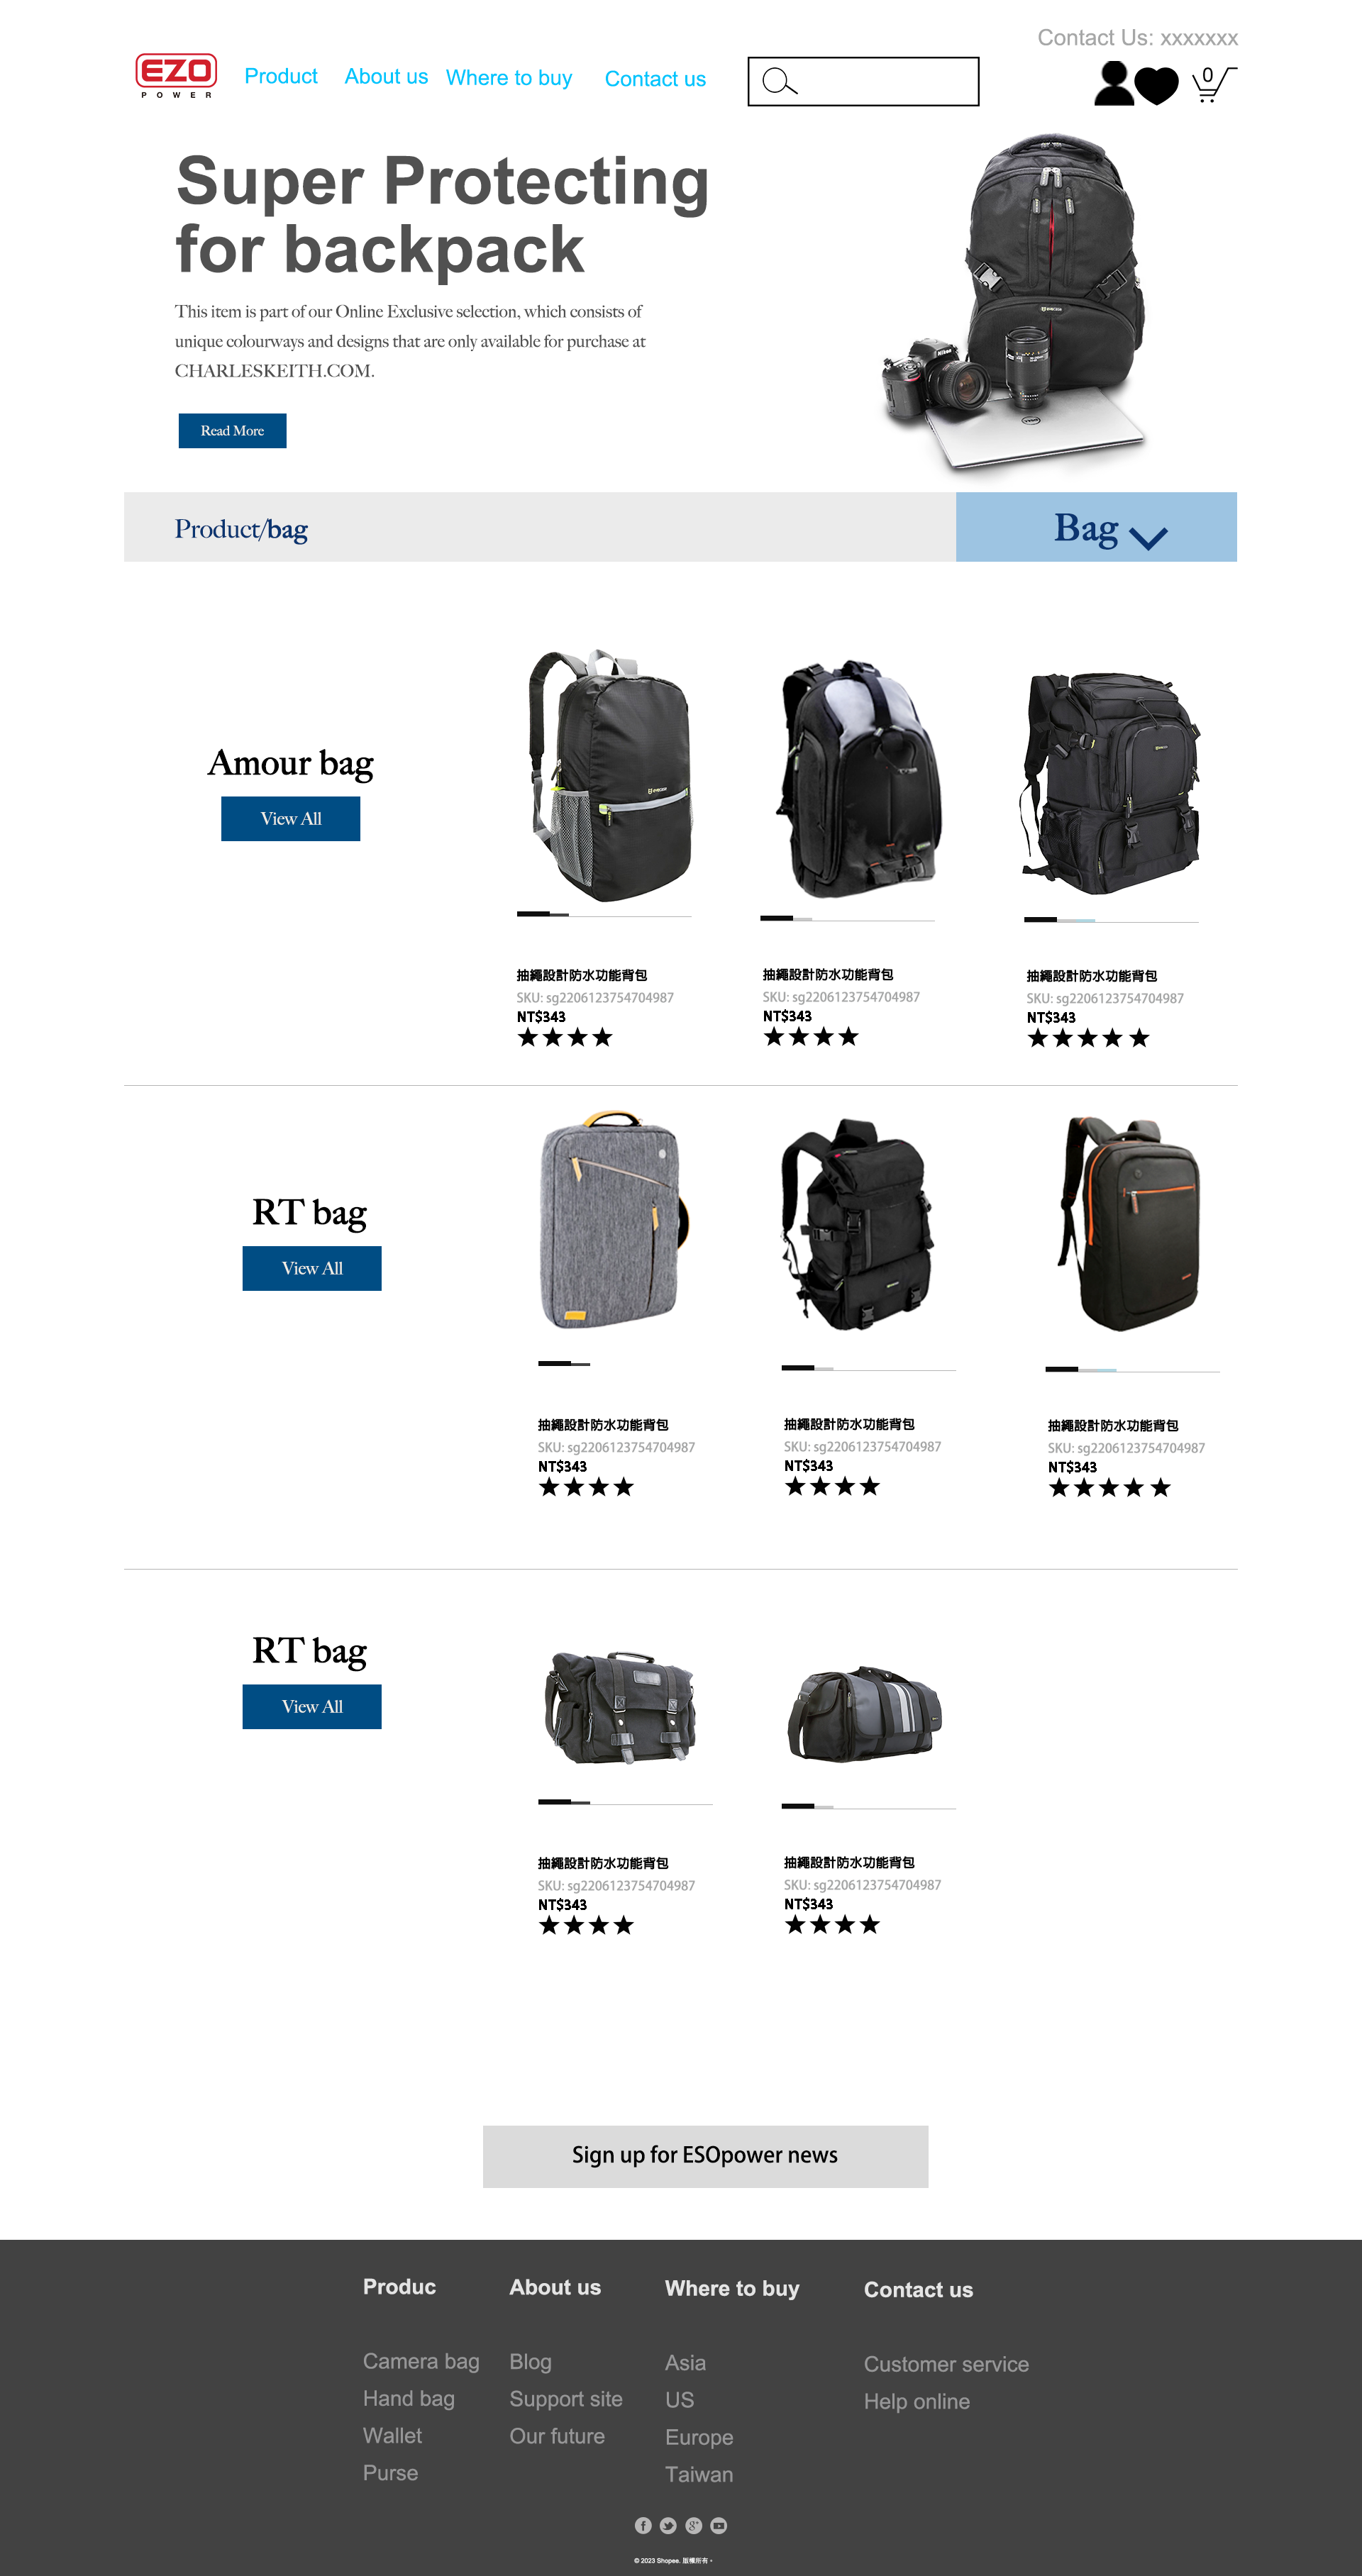 Contact Us: xxxxxxx
EZO
POWER
Product
About us
Where to buy
Contact us
0
Super Protecting
for backpack
This item is part of our Online Exclusive selection, which consists of
unique colourways and designs that are only available for purchase at
CHARLESKEITH.COM.
Read More
Nikon
DELL
Product/bag
Bag
Amour bag
View All
抽繩設計防水功能背包
SKU: sg2206123754704987
NT$343
抽繩設計防水功能背包
SKU: sg2206123754704987
NT$343
抽繩設計防水功能背包
SKU: sg2206123754704987
NT$343
RT bag
View All
抽繩設計防水功能背包
SKU: sg2206123754704987
NT$343
抽繩設計防水功能背包
SKU: sg2206123754704987
NT$343
抽繩設計防水功能背包
SKU: sg2206123754704987
NT$343
RT bag
View All
抽繩設計防水功能背包
SKU: sg2206123754704987
NT$343
抽繩設計防水功能背包
SKU: sg2206123754704987
NT$343
Sign up for ESOpower news
Produc
Camera bag
Hand bag
Wallet
Purse
About us
Blog
Support site
Our future
Where to buy
Asia
US
Europe
Taiwan
Contact us
Customer service
Help online
© 2023 Shopee. 版權所有。